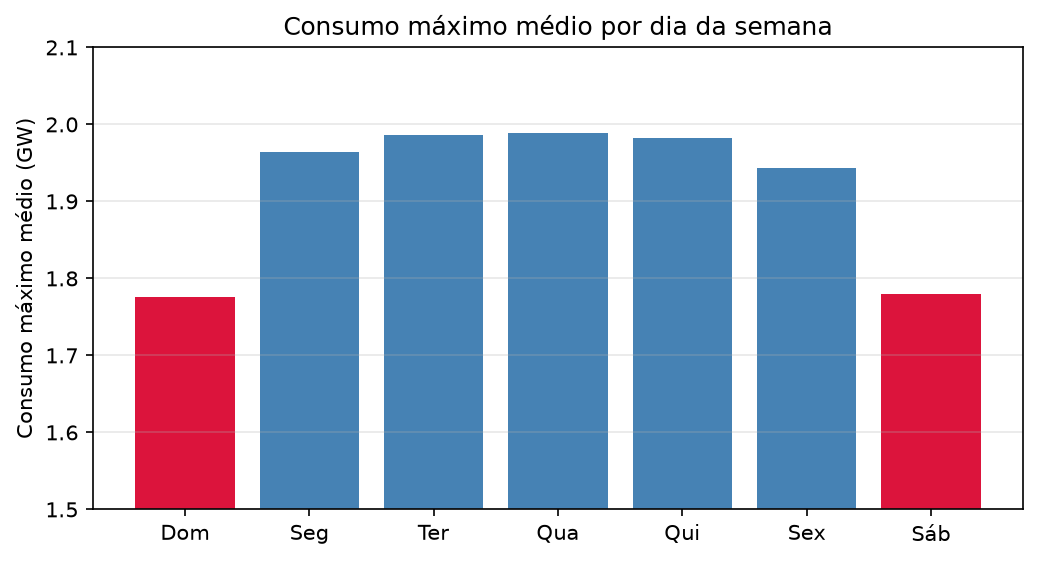 Consumo máximo médio por dia da semana
Consumo máximo médio (GW)
2.1
2.0
1.9
1.8
1.7
1.6
1.5
Dom Seg Ter Qua Qui Sex Sáb